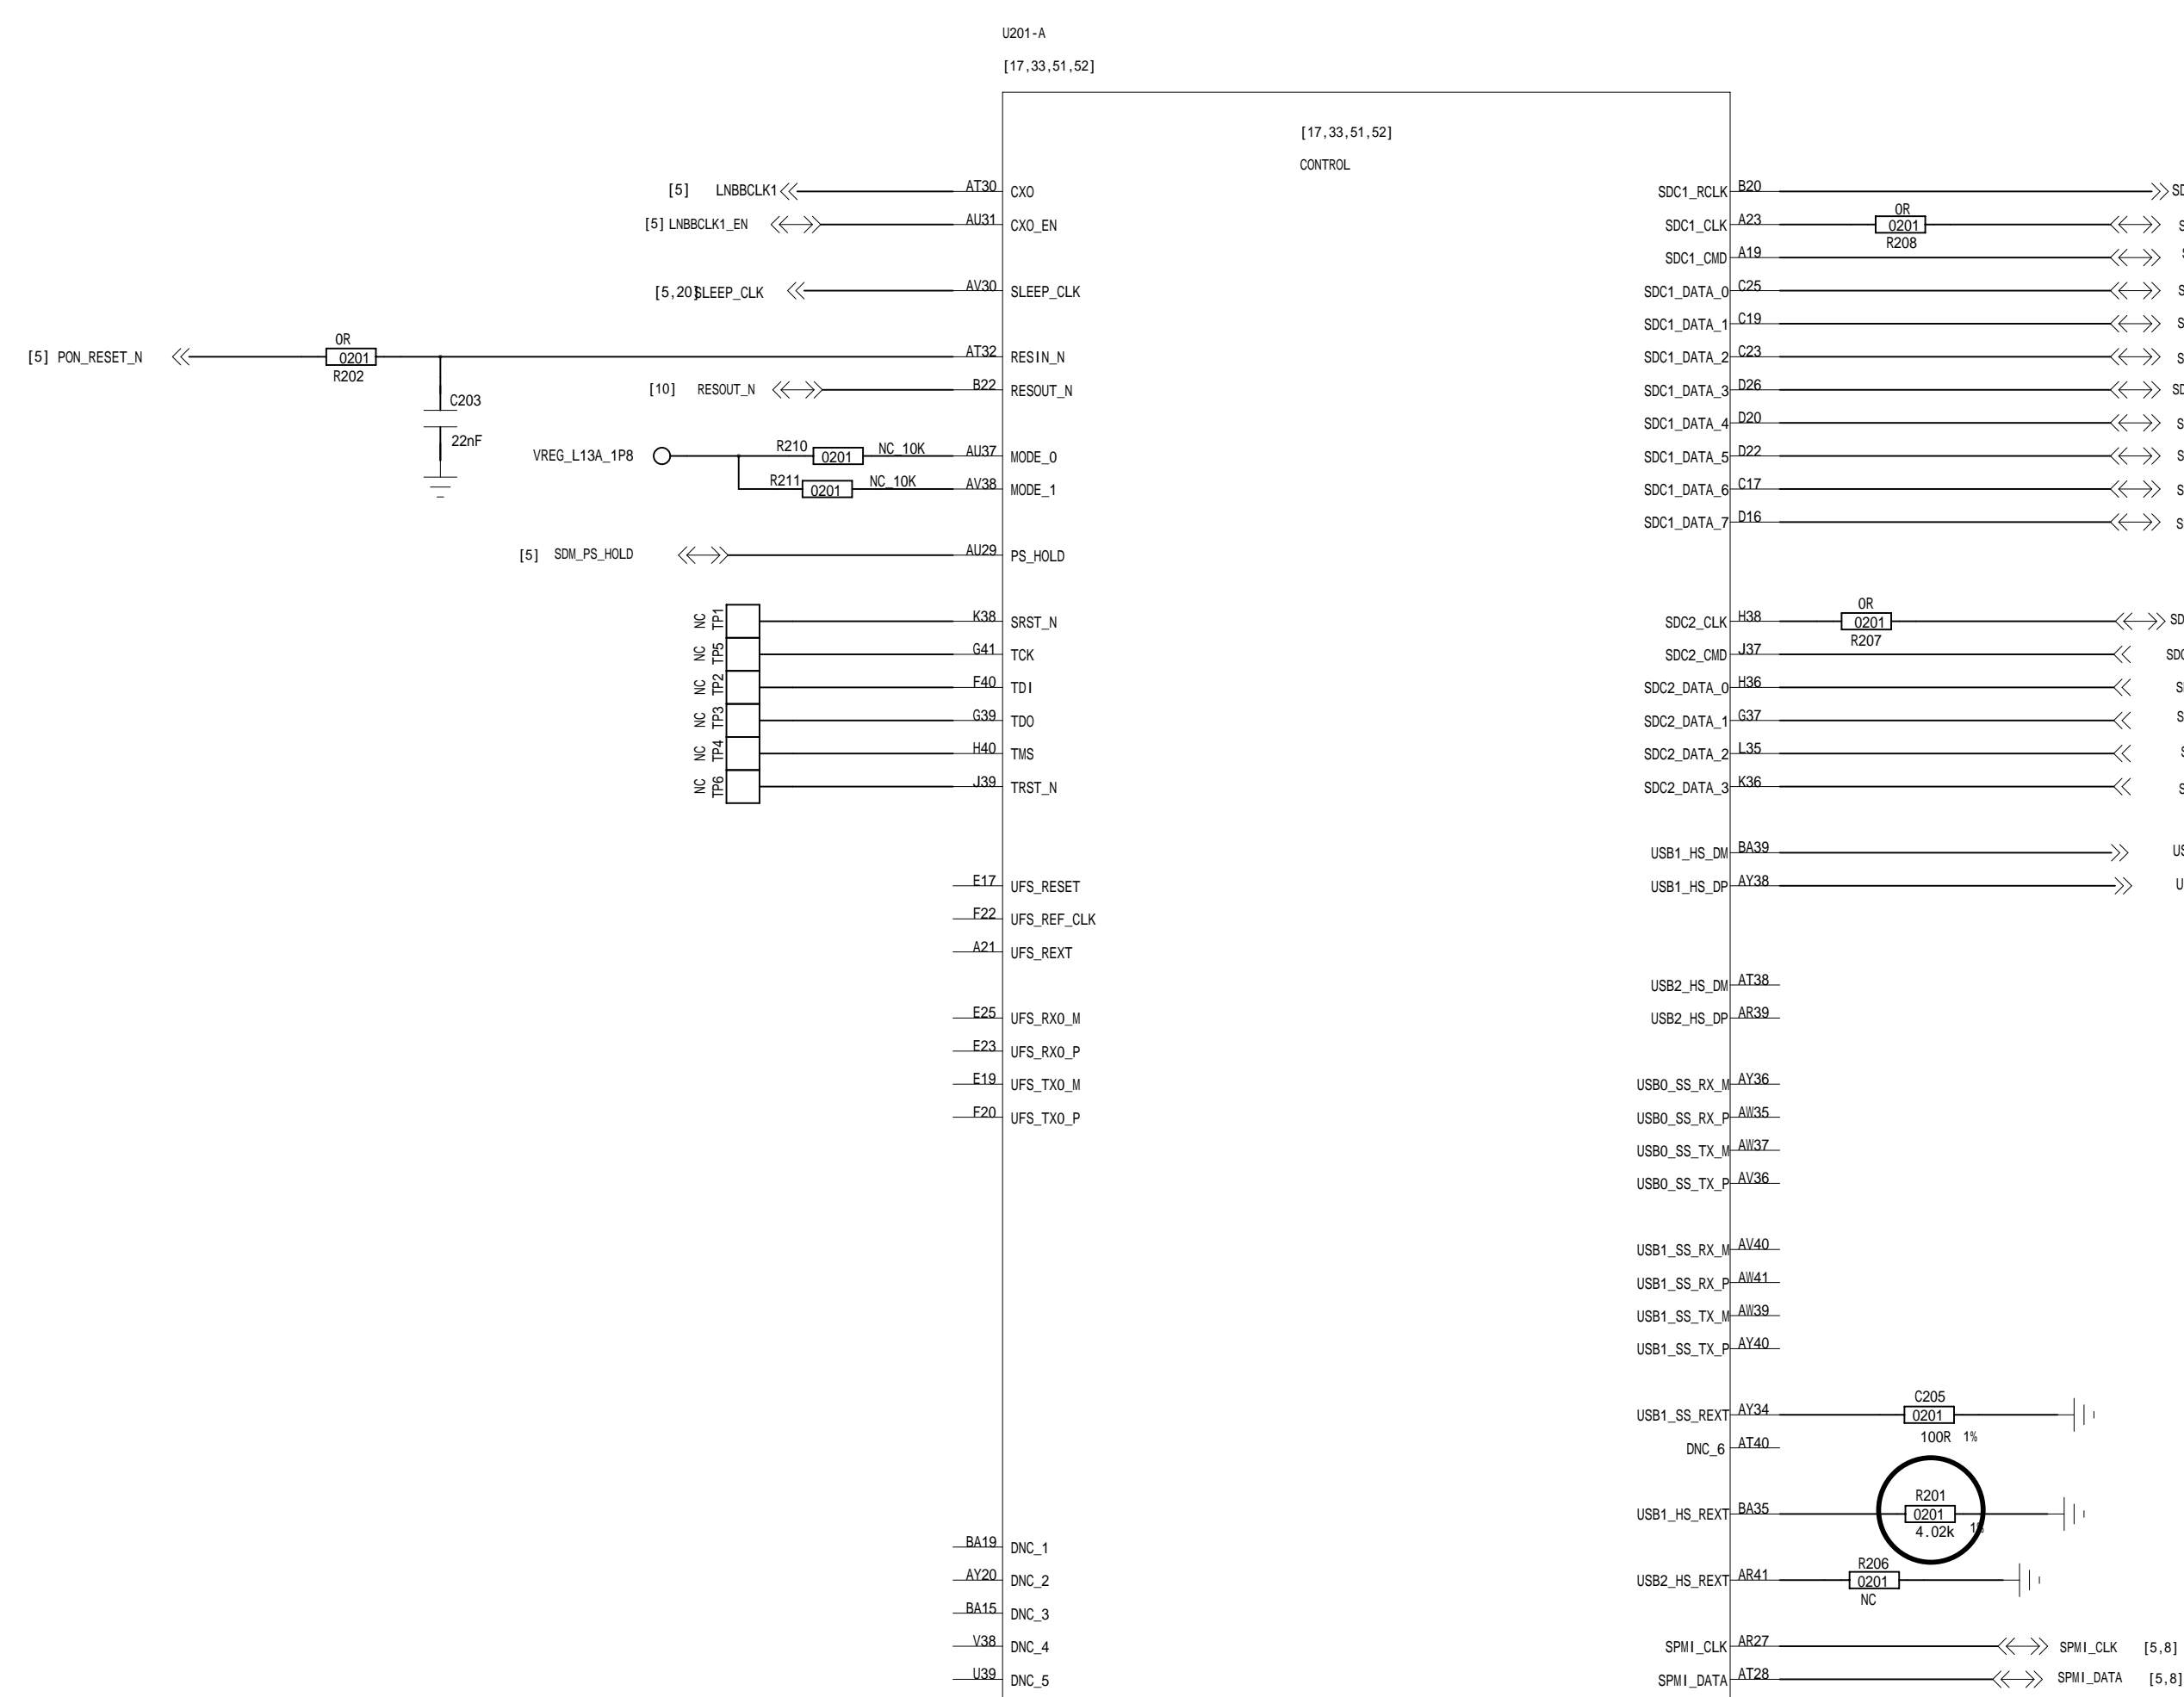 U201-A
[17,33,51,52]
[17,33,51,52]
CONTROL
[5] LNBBCLK1 AT30 CXO
[5] LNBBCLK1_EN AU31 CXO_EN
[5,20] SLEEP_CLK AV30 SLEEP_CLK
[5] PON_RESET_N 0R 0201 R202 AT32 RESIN_N
C203
22nF
[10] RESOUT_N B22 RESOUT_N
VREG_L13A_1P8 R210 0201 NC_10K AU37 MODE_0
R211 0201 NC_10K AV38 MODE_1
[5] SDM_PS_HOLD AU29 PS_HOLD
NC TP1 K38 SRST_N
NC TP5 G41 TCK
NC TP2 F40 TDI
NC TP3 G39 TDO
NC TP4 H40 TMS
NC TP6 J39 TRST_N
E17 UFS_RESET
F22 UFS_REF_CLK
A21 UFS_REXT
E25 UFS_RX0_M
E23 UFS_RX0_P
E19 UFS_TX0_M
F20 UFS_TX0_P
BA19 DNC_1
AY20 DNC_2
BA15 DNC_3
V38 DNC_4
U39 DNC_5
SDC1_RCLK B20
SDC1_CLK A23 0R 0201 R208
SDC1_CMD A19
SDC1_DATA_0 C25
SDC1_DATA_1 C19
SDC1_DATA_2 C23
SDC1_DATA_3 D26
SDC1_DATA_4 D20
SDC1_DATA_5 D22
SDC1_DATA_6 C17
SDC1_DATA_7 D16
SDC2_CLK H38 0R 0201 R207
SDC2_CMD J37
SDC2_DATA_0 H36
SDC2_DATA_1 G37
SDC2_DATA_2 L35
SDC2_DATA_3 K36
USB1_HS_DM BA39
USB1_HS_DP AY38
USB2_HS_DM AT38
USB2_HS_DP AR39
USB0_SS_RX_M AY36
USB0_SS_RX_P AW35
USB0_SS_TX_M AW37
USB0_SS_TX_P AV36
USB1_SS_RX_M AV40
USB1_SS_RX_P AW41
USB1_SS_TX_M AW39
USB1_SS_TX_P AY40
USB1_SS_REXT AY34 C205 0201 100R 1%
DNC_6 AT40
USB1_HS_REXT BA35 R201 0201 4.02k 1%
USB2_HS_REXT AR41 R206 0201 NC
SPMI_CLK AR27 SPMI_CLK [5,8]
SPMI_DATA AT28 SPMI_DATA [5,8]